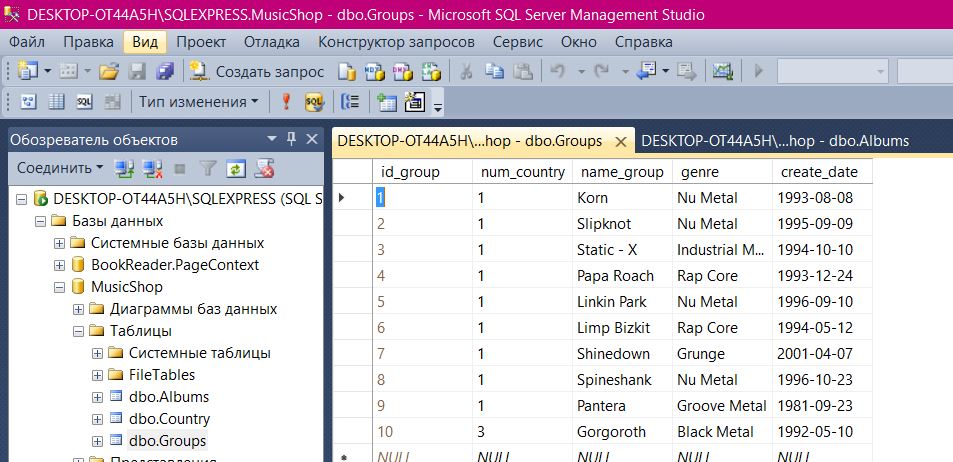 DESKTOP-OT44A5H\SQLEXPRESS.MusicShop - dbo.Groups - Microsoft SQL Server Management Studio
Файл Правка Вид Проект Отладка Конструктор запросов Сервис Окно Справка
Создать запрос MDX DMX
SQL Тип изменения SQL
Обозреватель объектов
Соединить
DESKTOP-OT44A5H\SQLEXPRESS (SQL S
Базы данных
Системные базы данных
BookReader.PageContext
MusicShop
Диаграммы баз данных
Таблицы
Системные таблицы
FileTables
dbo.Albums
dbo.Country
dbo.Groups
Представления
DESKTOP-OT44A5H\...hop - dbo.Groups DESKTOP-OT44A5H\...hop - dbo.Albums
id_group num_country name_group genre create_date
1 1 Korn Nu Metal 1993-08-08
2 1 Slipknot Nu Metal 1995-09-09
3 1 Static - X Industrial M... 1994-10-10
4 1 Papa Roach Rap Core 1993-12-24
5 1 Linkin Park Nu Metal 1996-09-10
6 1 Limp Bizkit Rap Core 1994-05-12
7 1 Shinedown Grunge 2001-04-07
8 1 Spineshank Nu Metal 1996-10-23
9 1 Pantera Groove Metal 1981-09-23
10 3 Gorgoroth Black Metal 1992-05-10
NULL NULL NULL NULL NULL